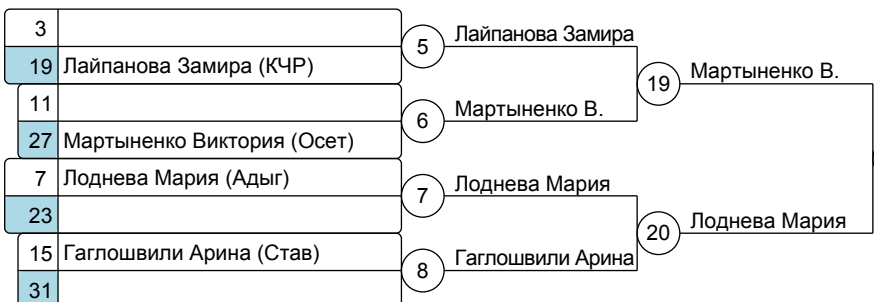 3
19 Лайпанова Замира (КЧР)
11
27 Мартыненко Виктория (Осет)
7 Лоднева Мария (Адыг)
23
15 Гаглошвили Арина (Став)
31
5 Лайпанова Замира
6 Мартыненко В.
7 Лоднева Мария
8 Гаглошвили Арина
19 Мартыненко В.
20 Лоднева Мария